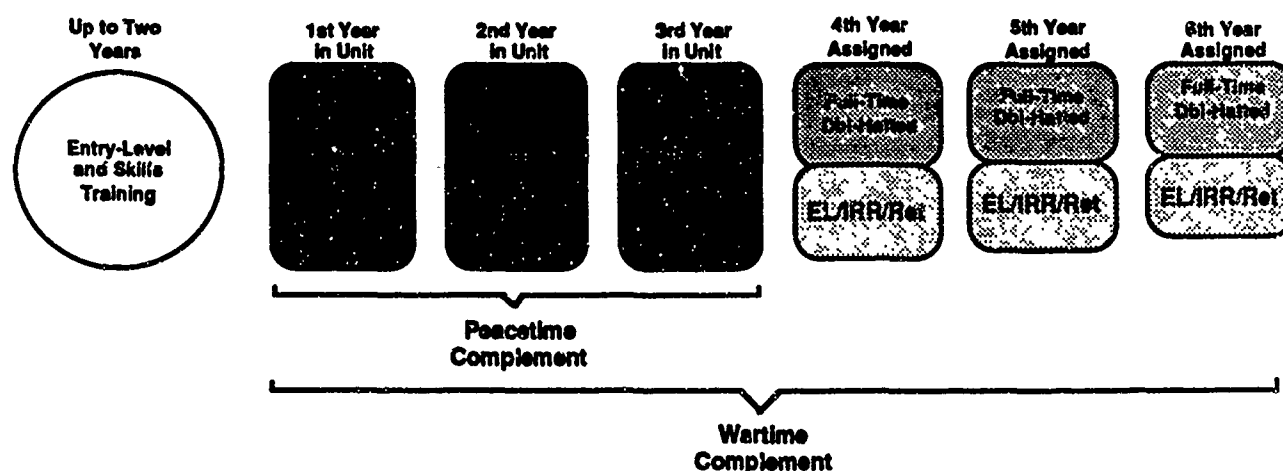 Up to Two
Years
1st Year
in Unit
2nd Year
in Unit
3rd Year
in Unit
4th Year
Assigned
5th Year
Assigned
6th Year
Assigned
Entry-Level
and Skills
Training
Full-Time
Dbl-Hatted
Full-Time
Dbl-Hatted
Full-Time
Dbl-Hatted
EL/IRR/Ret
EL/IRR/Ret
EL/IRR/Ret
Peacetime
Complement
Wartime
Complement